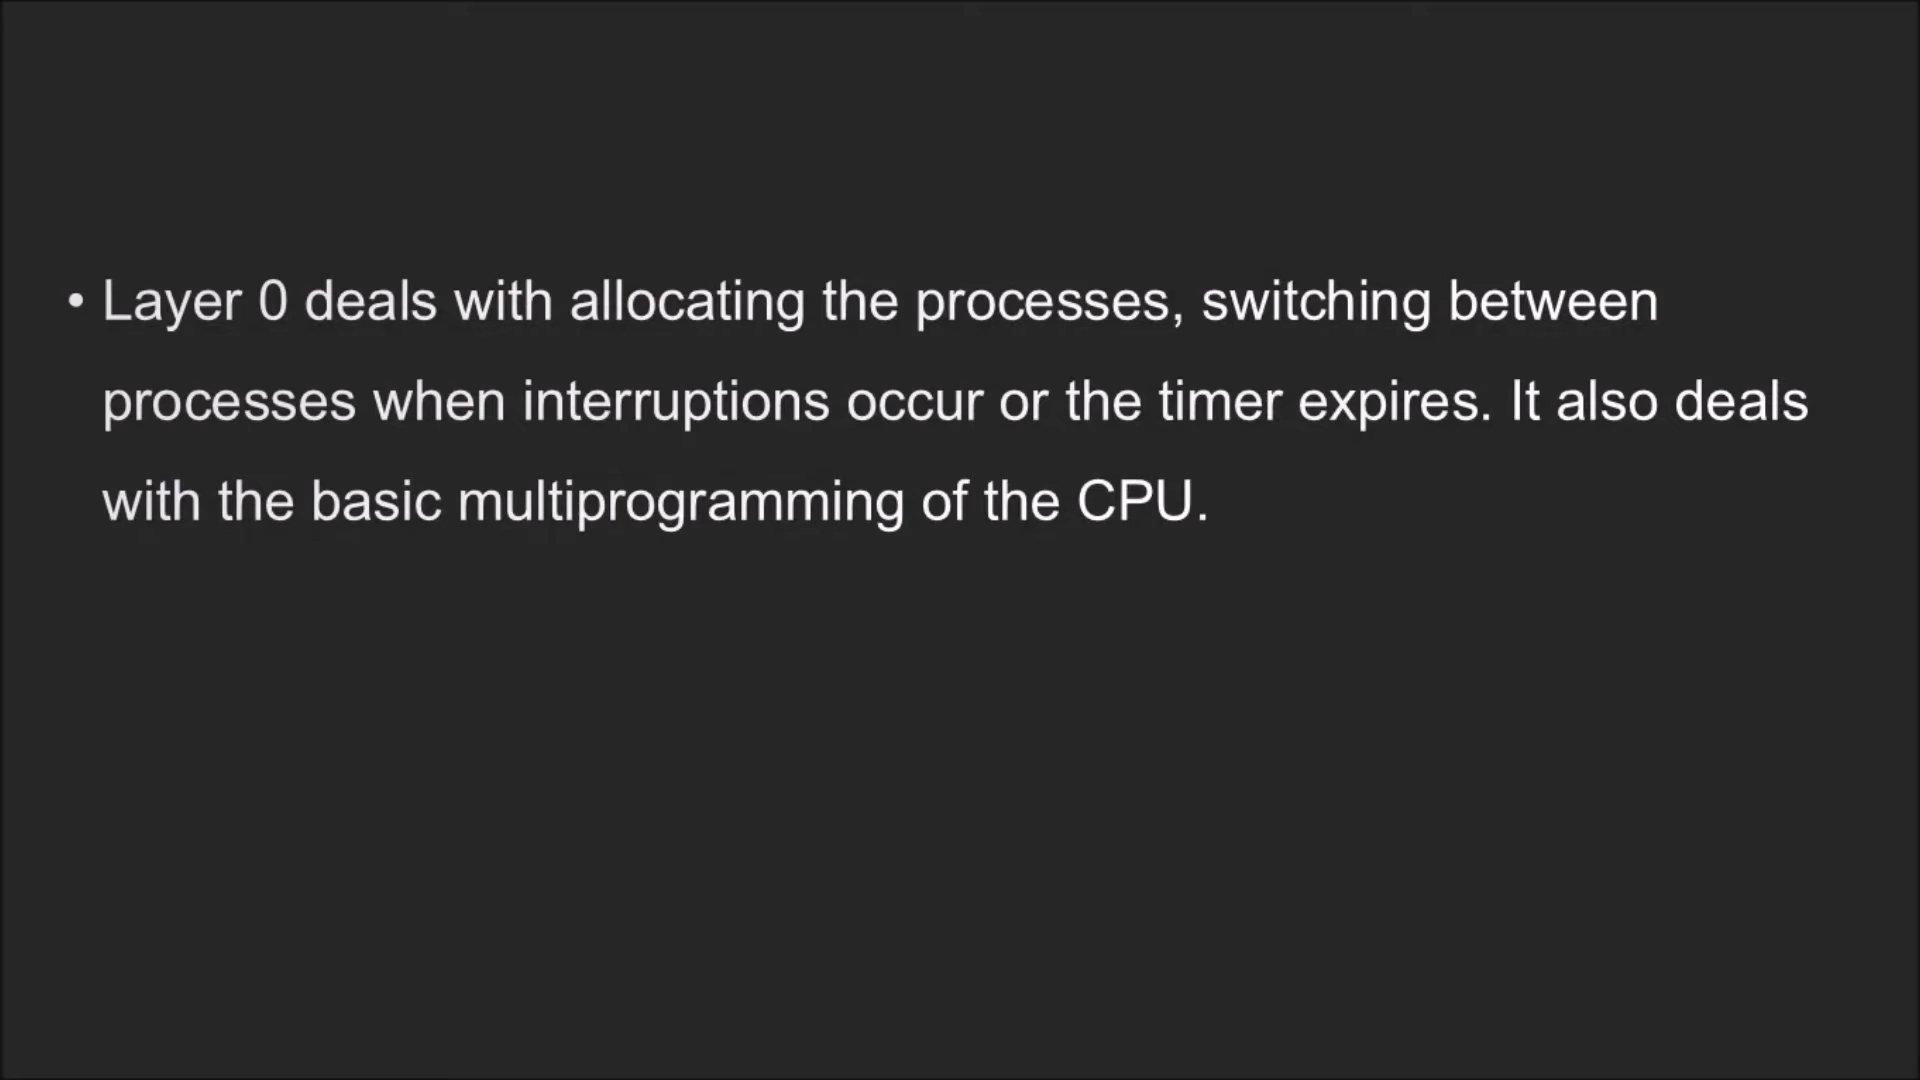 • Layer 0 deals with allocating the processes, switching between
processes when interruptions occur or the timer expires. It also deals
with the basic multiprogramming of the CPU.